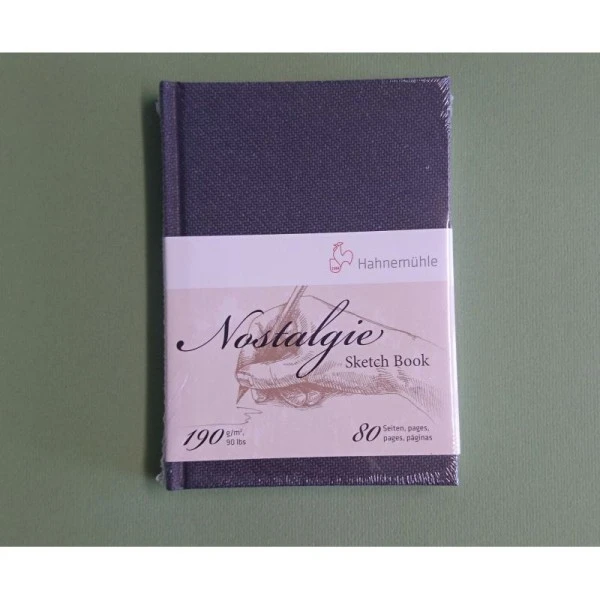 Hahnemühle
Nostalgie
Sketch Book
190 g/m²,
90 lbs
80 Seiten, pages,
pages, páginas